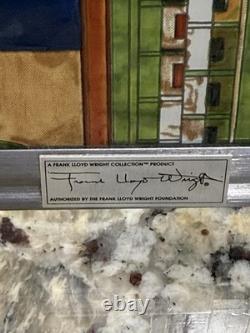 A FRANK LLOYD WRIGHT COLLECTION™ PRODUCT
Frank Lloyd Wright®
AUTHORIZED BY THE FRANK LLOYD WRIGHT FOUNDATION